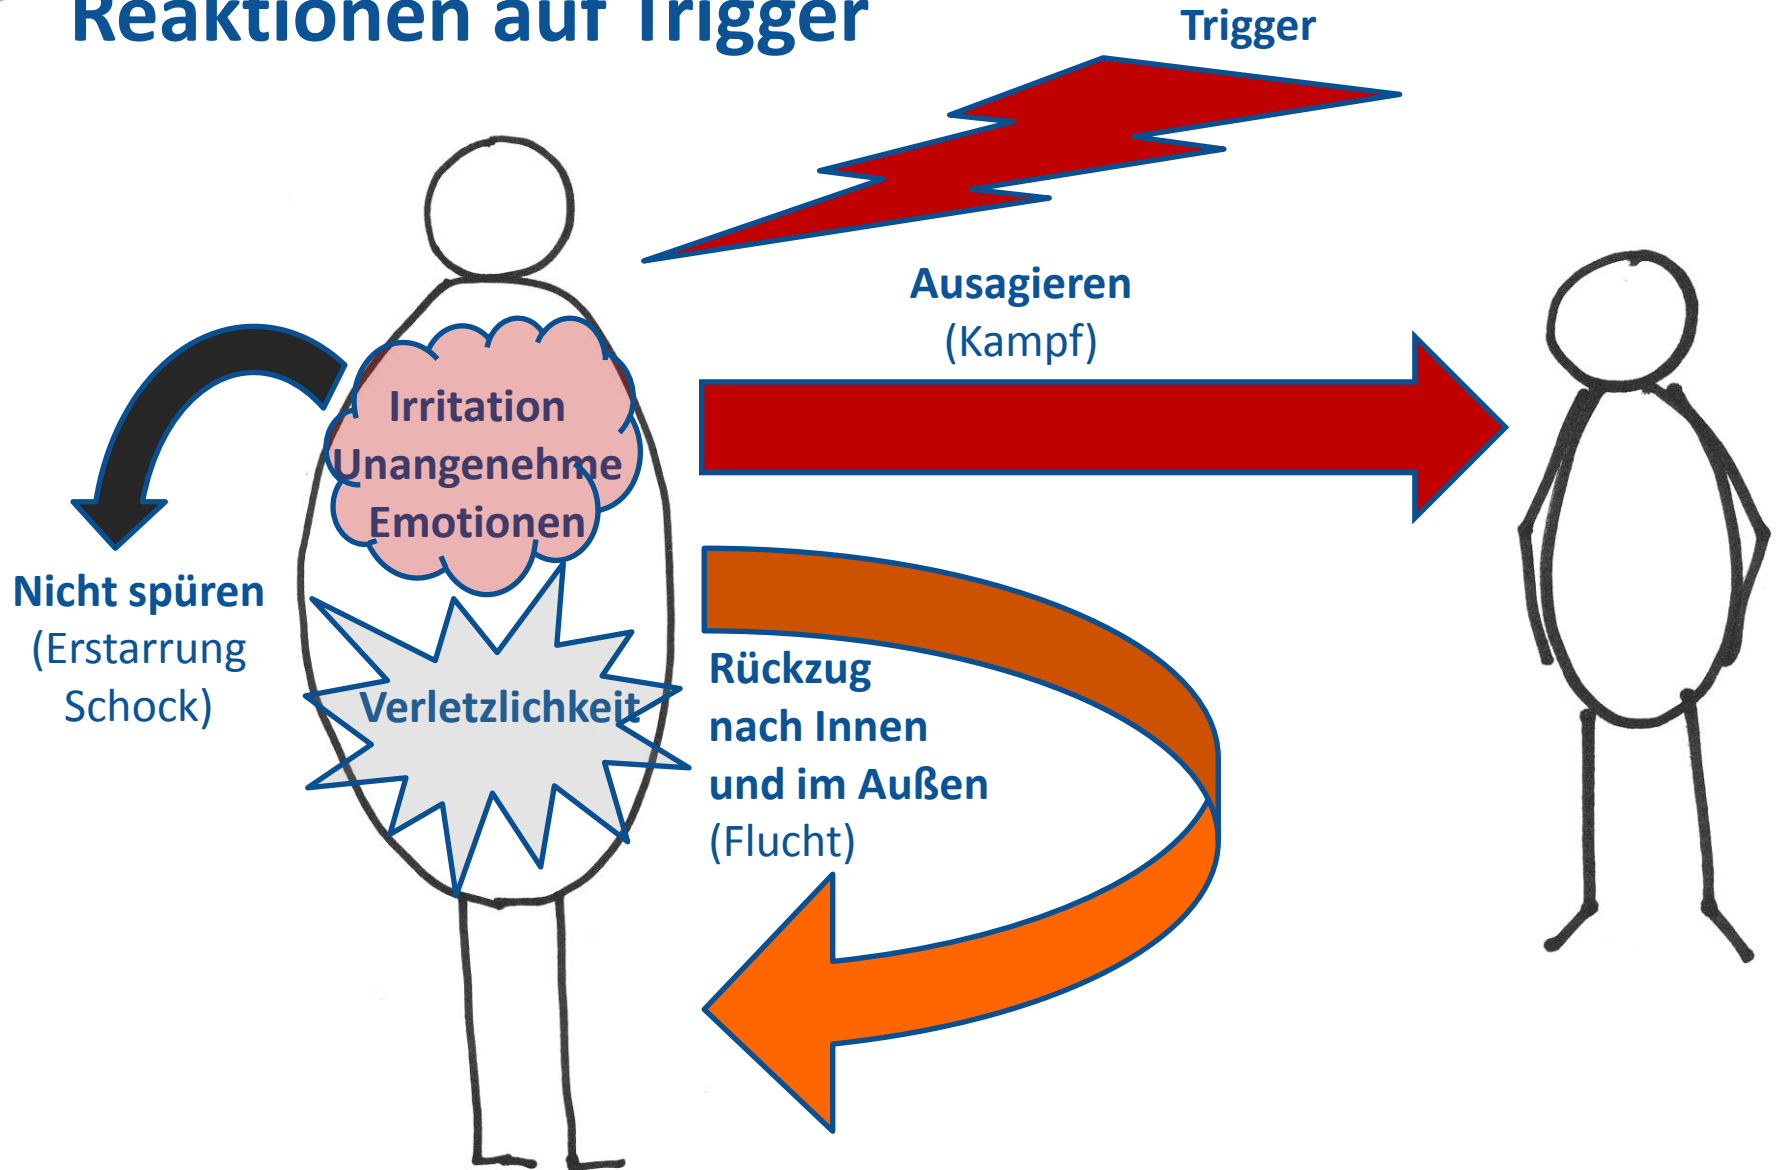 Reaktionen auf Trigger
Trigger
Ausagieren
(Kampf)
Irritation
Unangenehme
Emotionen
Nicht spüren
(Erstarrung
Schock)
Verletzlichkeit
Rückzug
nach Innen
und im Außen
(Flucht)